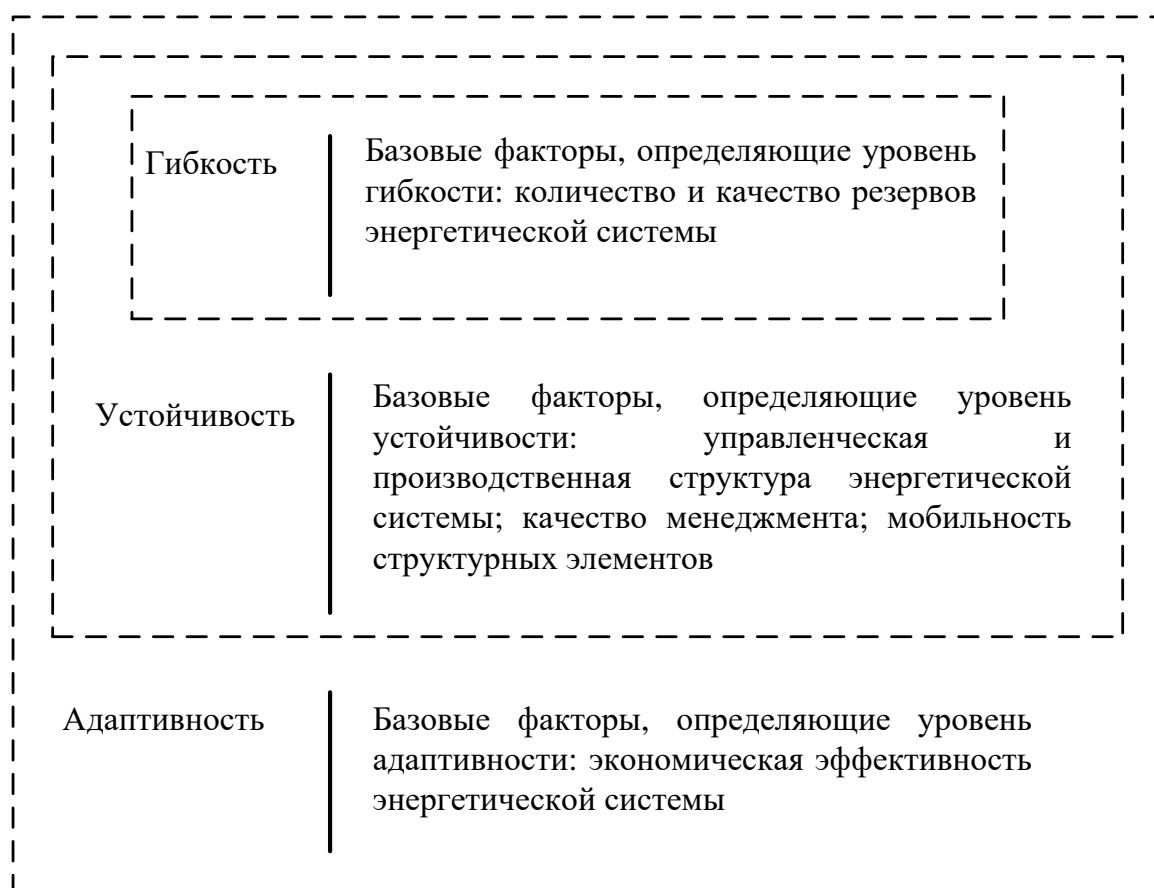 Гибкость
Базовые факторы, определяющие уровень
гибкости: количество и качество резервов
энергетической системы
Устойчивость
Базовые факторы, определяющие уровень
устойчивости: управленческая и
производственная структура энергетической
системы; качество менеджмента; мобильность
структурных элементов
Адаптивность
Базовые факторы, определяющие уровень
адаптивности: экономическая эффективность
энергетической системы